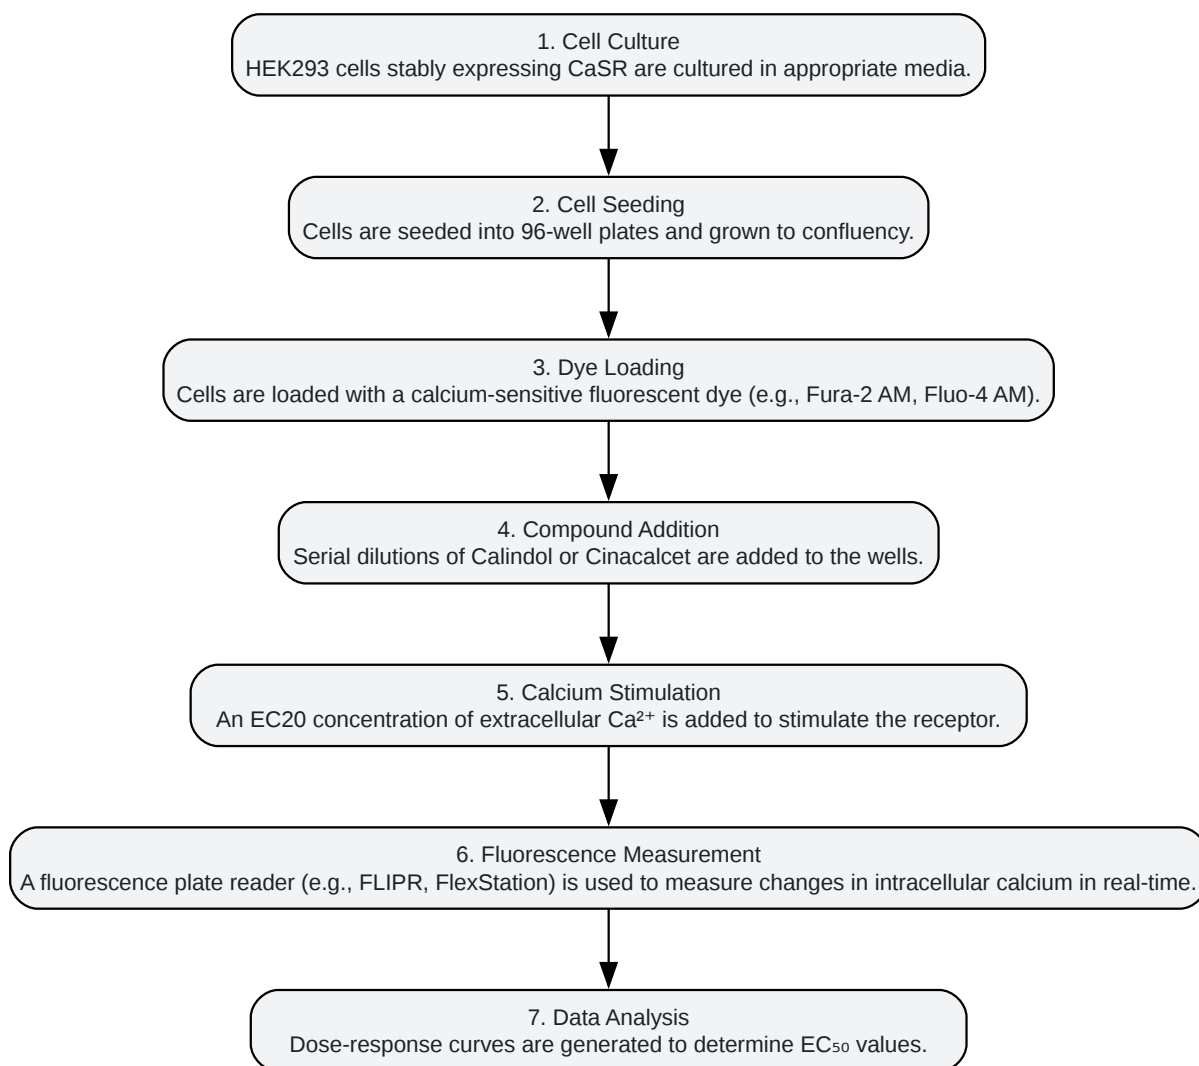 1. Cell Culture
HEK293 cells stably expressing CaSR are cultured in appropriate media.
2. Cell Seeding
Cells are seeded into 96-well plates and grown to confluency.
3. Dye Loading
Cells are loaded with a calcium-sensitive fluorescent dye (e.g., Fura-2 AM, Fluo-4 AM).
4. Compound Addition
Serial dilutions of Calindol or Cinacalcet are added to the wells.
5. Calcium Stimulation
An EC20 concentration of extracellular Ca²⁺ is added to stimulate the receptor.
6. Fluorescence Measurement
A fluorescence plate reader (e.g., FLIPR, FlexStation) is used to measure changes in intracellular calcium in real-time.
7. Data Analysis
Dose-response curves are generated to determine EC₅₀ values.